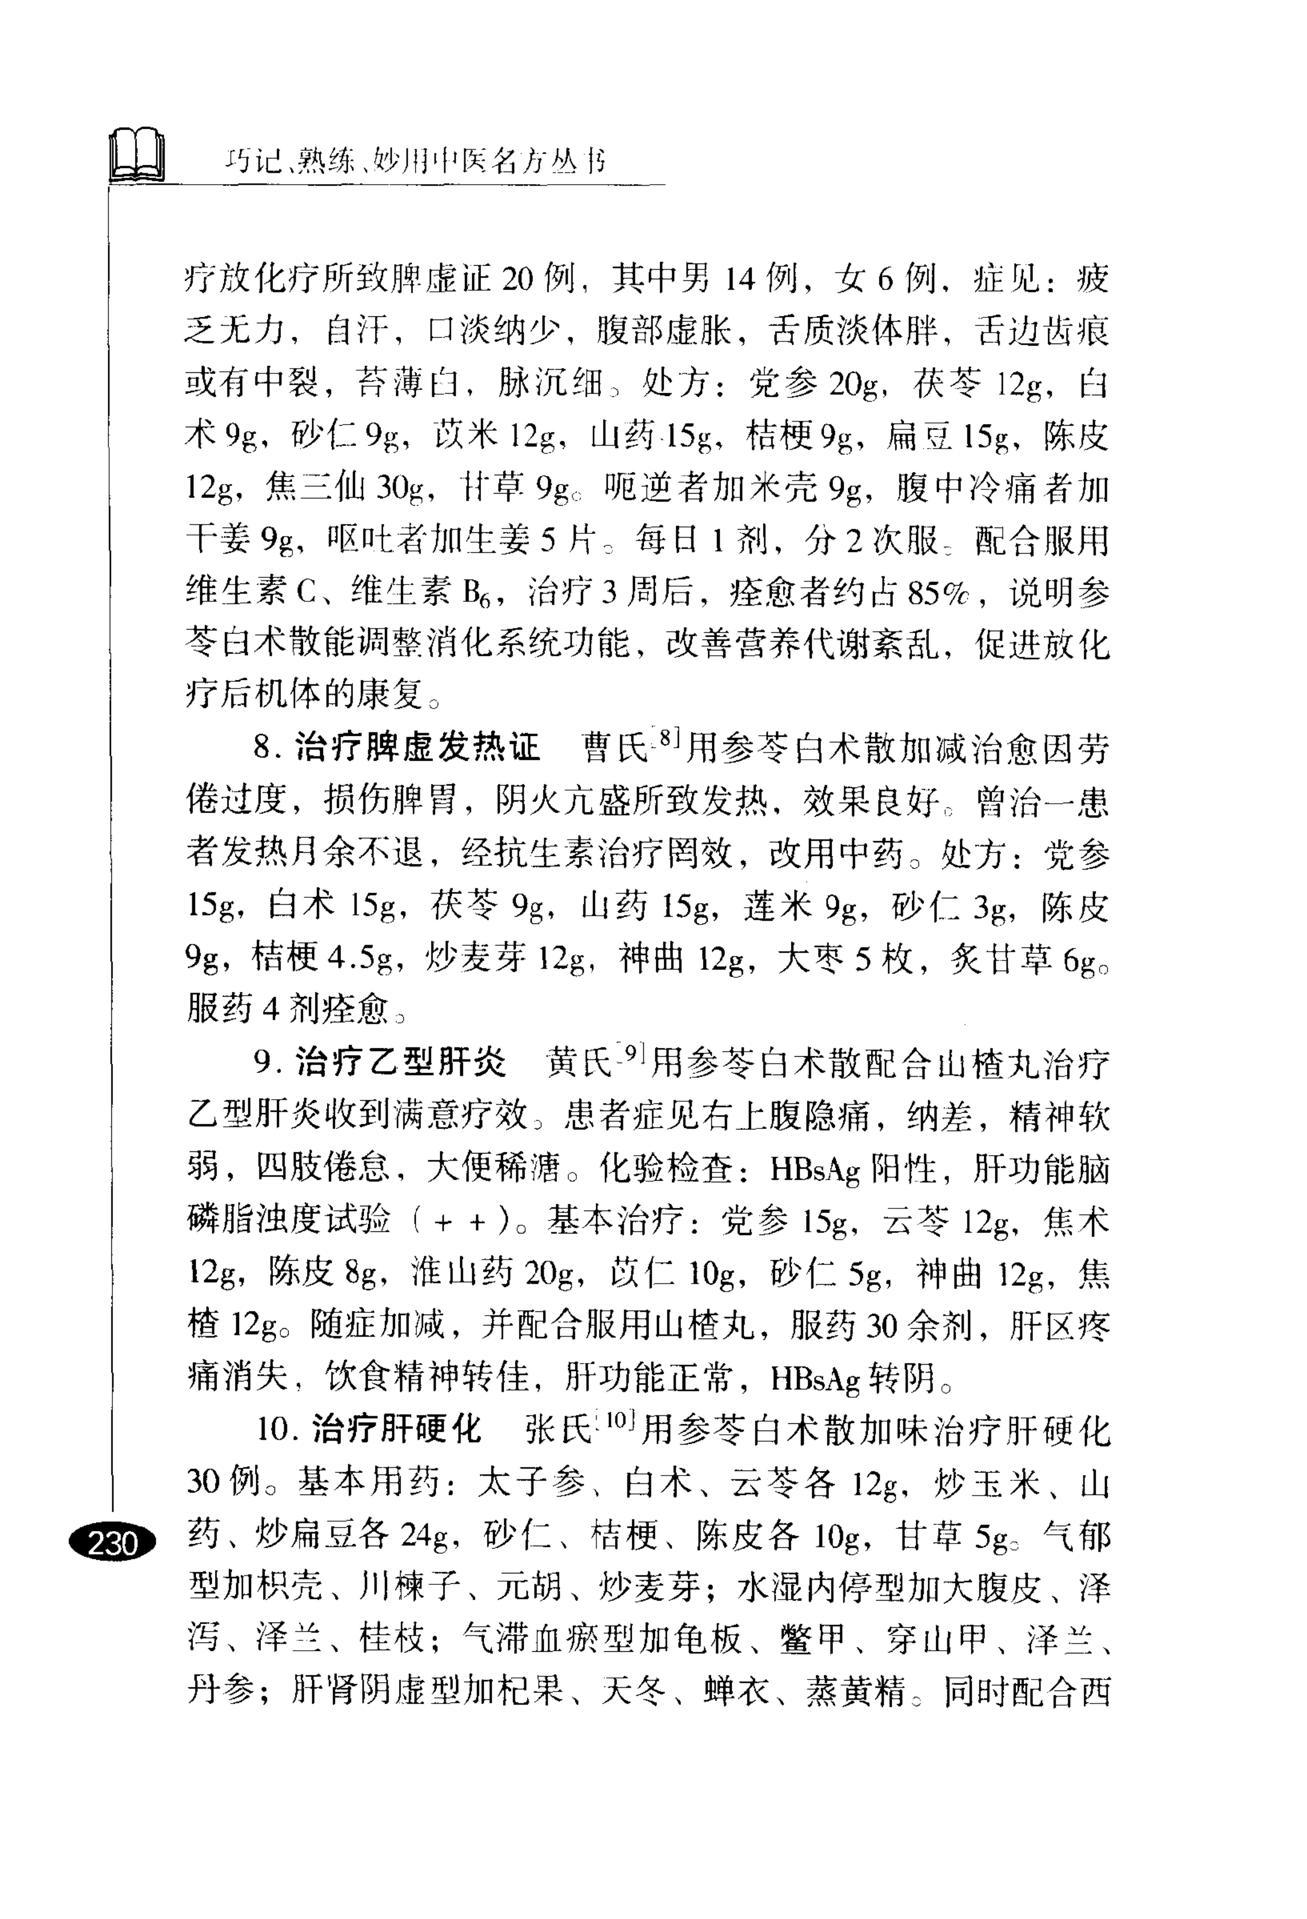 巧记、熟练、妙用中医名方丛书
疗放化疗所致脾虚证 20 例，其中男 14 例，女 6 例，症见：疲
乏无力，自汗，口淡纳少，腹部虚胀，舌质淡体胖，舌边齿痕
或有中裂，苔薄白，脉沉细。处方：党参 20g，茯苓 12g，白
术 9g，砂仁 9g，苡米 12g，山药 15g，桔梗 9g，扁豆 15g，陈皮
12g，焦三仙 30g，甘草 9g。呃逆者加米壳 9g，腹中冷痛者加
干姜 9g，呕吐者加生姜 5 片。每日 1 剂，分 2 次服。配合服用
维生素 C、维生素 B₆，治疗 3 周后，痊愈者约占 85%，说明参
苓白术散能调整消化系统功能，改善营养代谢紊乱，促进放化
疗后机体的康复。
8. 治疗脾虚发热证　曹氏[8]用参苓白术散加减治愈因劳
倦过度，损伤脾胃，阴火亢盛所致发热，效果良好。曾治一患
者发热月余不退，经抗生素治疗罔效，改用中药。处方：党参
15g，白术 15g，茯苓 9g，山药 15g，莲米 9g，砂仁 3g，陈皮
9g，桔梗 4.5g，炒麦芽 12g，神曲 12g，大枣 5 枚，炙甘草 6g。
服药 4 剂痊愈。
9. 治疗乙型肝炎　黄氏[9]用参苓白术散配合山楂丸治疗
乙型肝炎收到满意疗效。患者症见右上腹隐痛，纳差，精神软
弱，四肢倦怠，大便稀溏。化验检查：HBsAg 阳性，肝功能脑
磷脂浊度试验（＋＋）。基本治疗：党参 15g，云苓 12g，焦术
12g，陈皮 8g，淮山药 20g，苡仁 10g，砂仁 5g，神曲 12g，焦
楂 12g。随症加减，并配合服用山楂丸，服药 30 余剂，肝区疼
痛消失，饮食精神转佳，肝功能正常，HBsAg 转阴。
10. 治疗肝硬化　张氏[10]用参苓白术散加味治疗肝硬化
30 例。基本用药：太子参、白术、云苓各 12g，炒玉米、山
药、炒扁豆各 24g，砂仁、桔梗、陈皮各 10g，甘草 5g。气郁
型加枳壳、川楝子、元胡、炒麦芽；水湿内停型加大腹皮、泽
泻、泽兰、桂枝；气滞血瘀型加龟板、鳖甲、穿山甲、泽兰、
丹参；肝肾阴虚型加杞果、天冬、蝉衣、蒸黄精。同时配合西
230